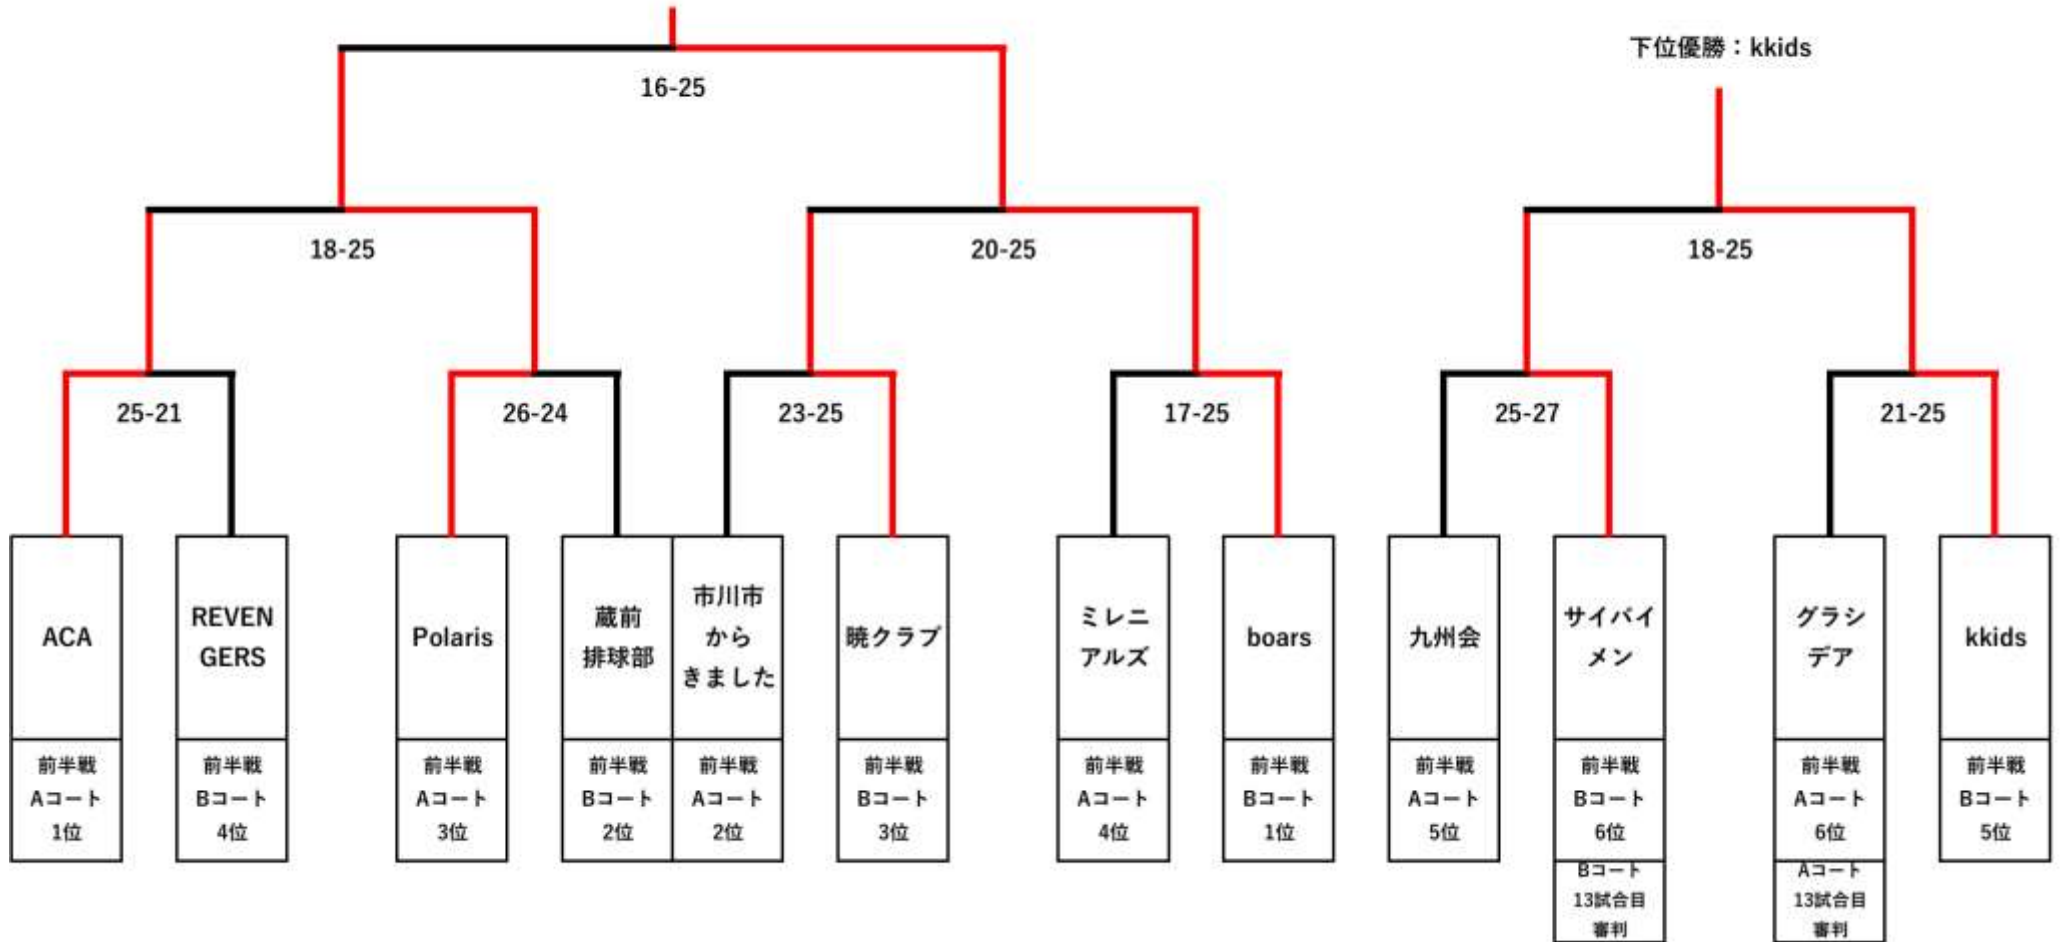 下位優勝：kkids
16-25
18-25
20-25
18-25
25-21
26-24
23-25
17-25
25-27
21-25
ACA
前半戦
Aコート
1位
REVEN
GERS
前半戦
Bコート
4位
Polaris
前半戦
Aコート
3位
蔵前
排球部
前半戦
Bコート
2位
市川市
から
きました
前半戦
Aコート
2位
暁クラブ
前半戦
Bコート
3位
ミレニ
アルズ
前半戦
Aコート
4位
boars
前半戦
Bコート
1位
九州会
前半戦
Aコート
5位
サイバイ
メン
前半戦
Bコート
6位
Bコート
13試合目
審判
グラシ
デア
前半戦
Aコート
6位
Aコート
13試合目
審判
kkids
前半戦
Bコート
5位